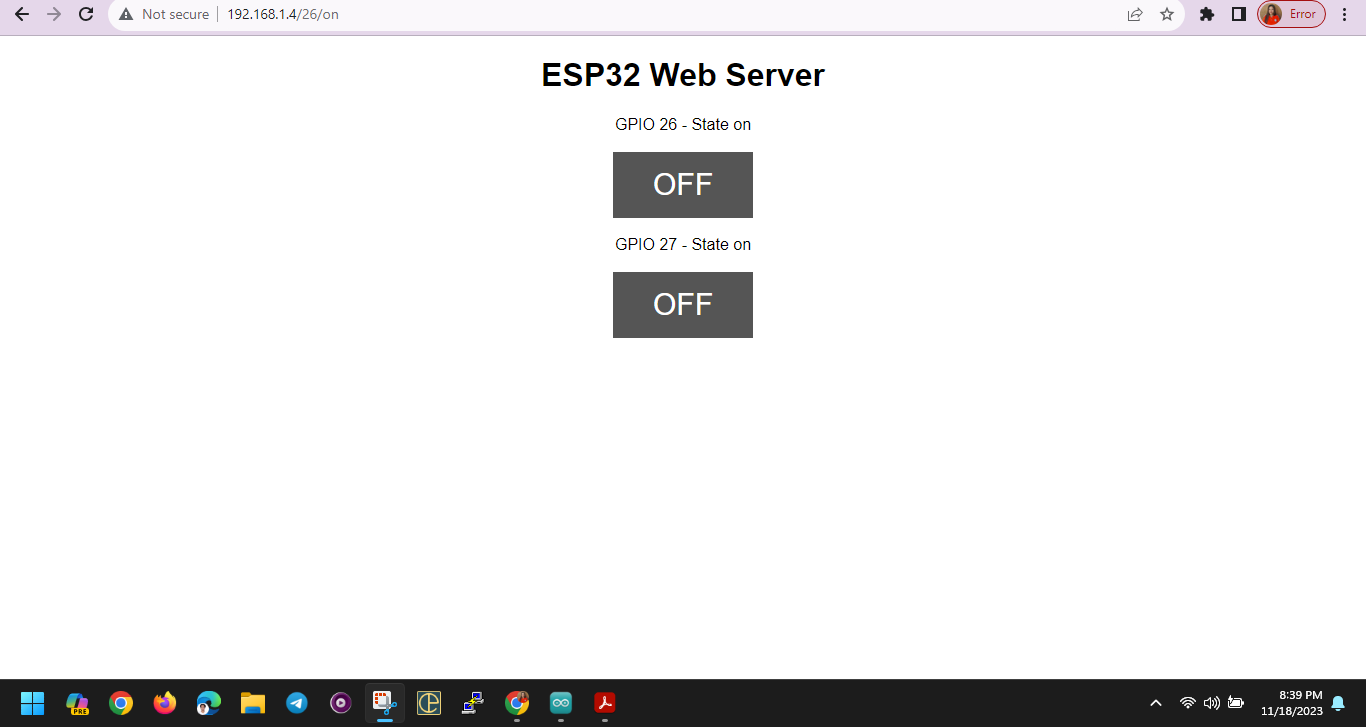 Not secure 192.168.1.4/26/on Error
ESP32 Web Server
GPIO 26 - State on
OFF
GPIO 27 - State on
OFF
PRE
8:39 PM
11/18/2023